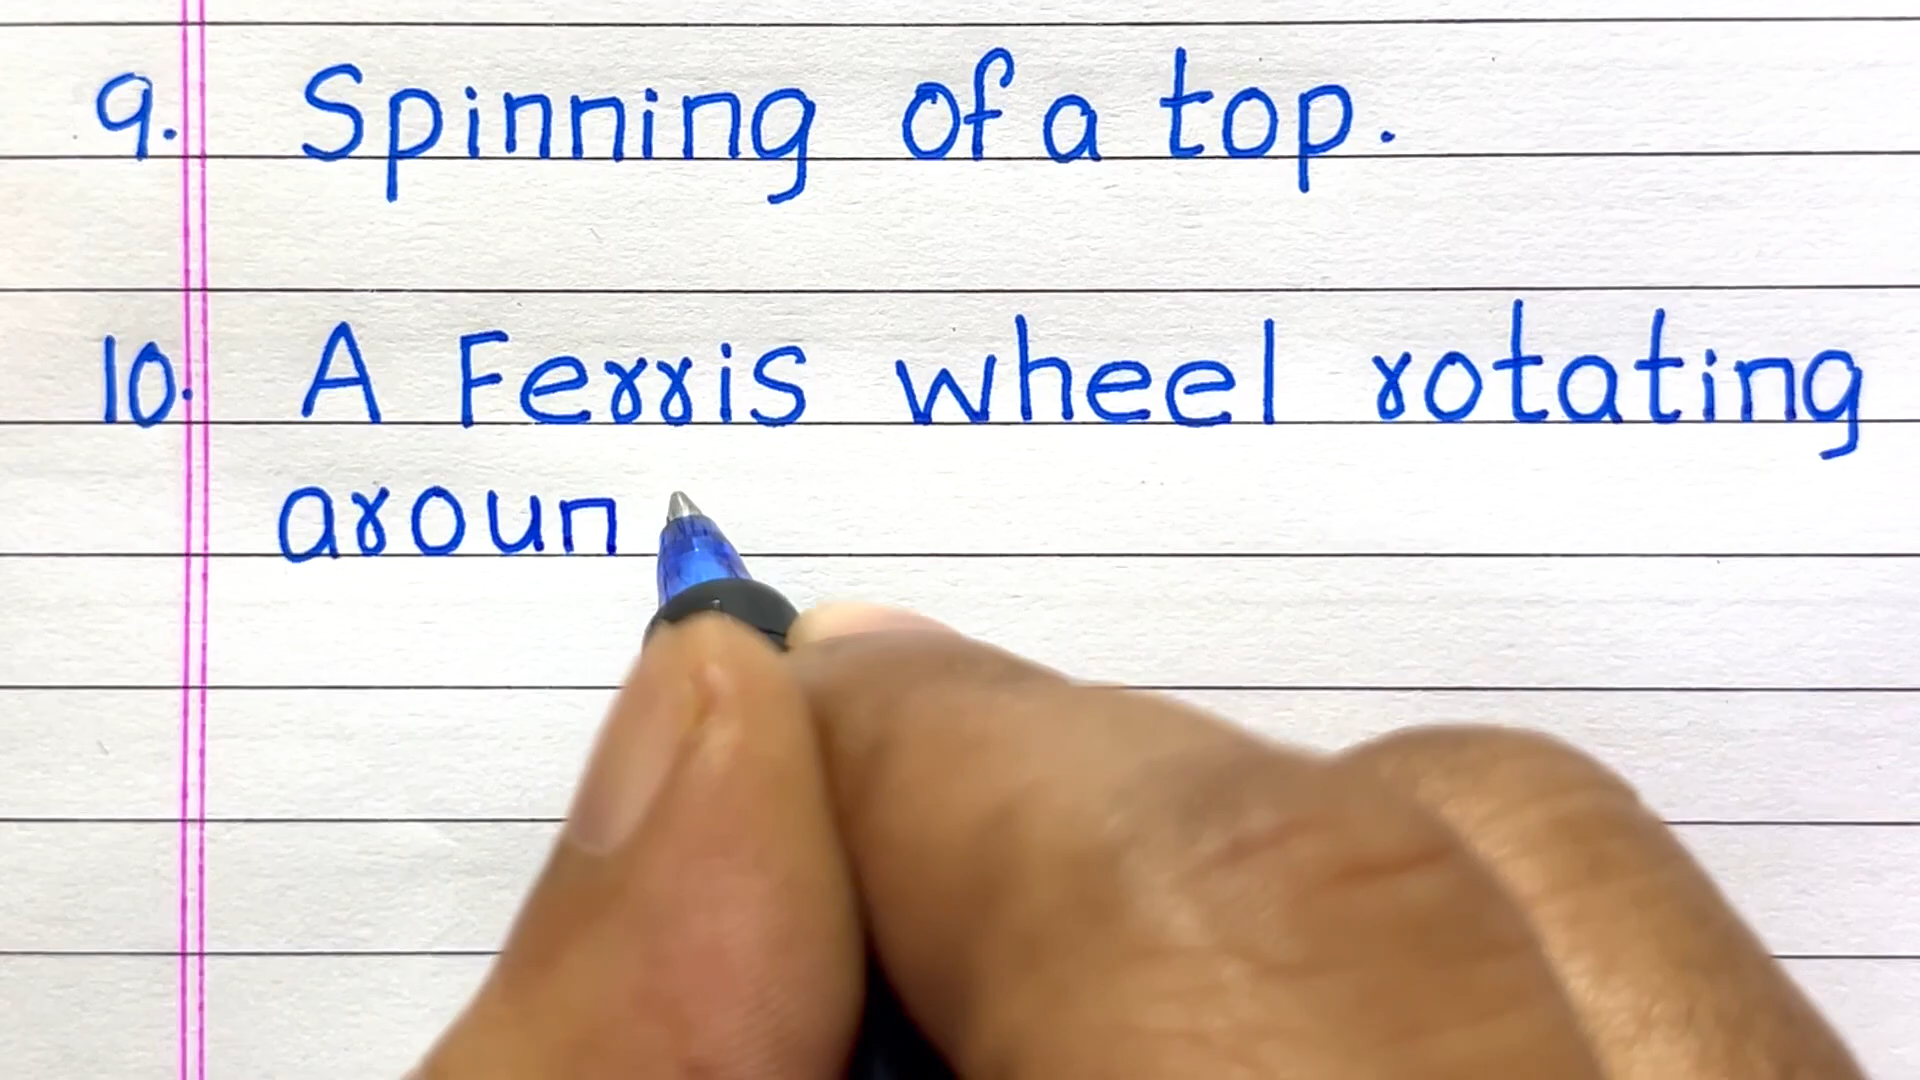 9. Spinning of a top.
10. A Ferris wheel rotating
aroun